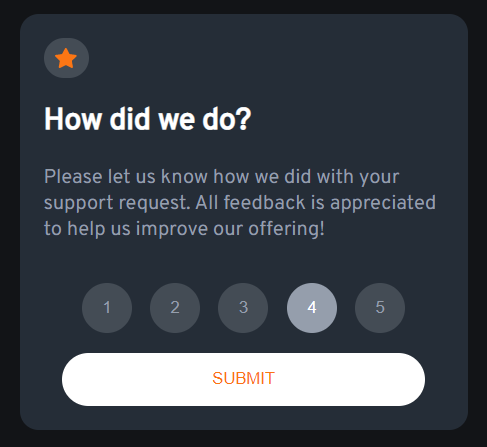 How did we do?
Please let us know how we did with your
support request. All feedback is appreciated
to help us improve our offering!
1 2 3 4 5
SUBMIT